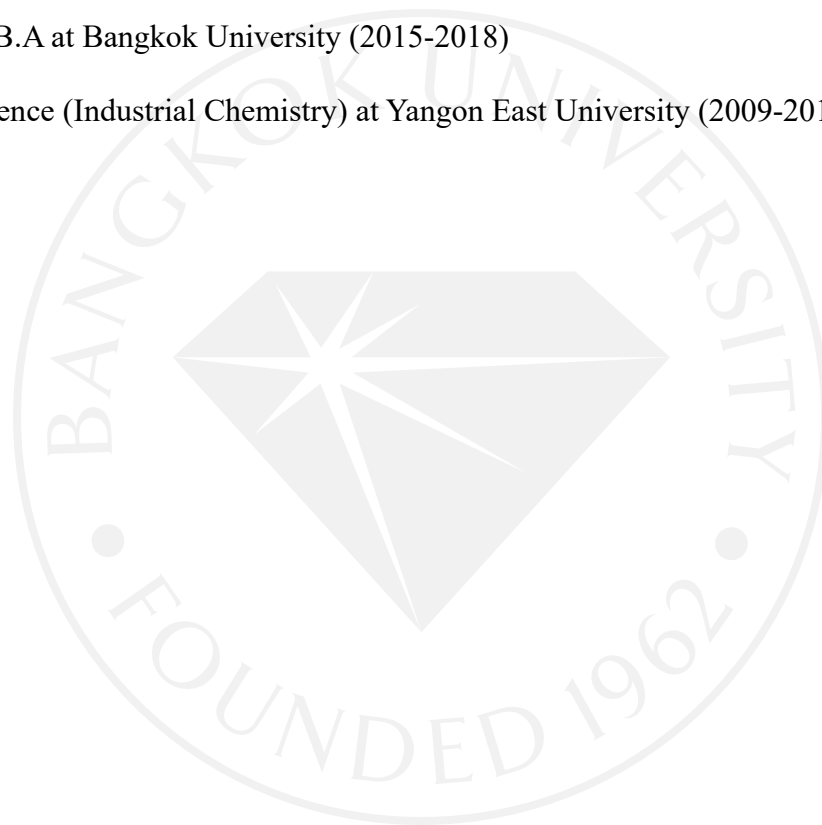 B.A at Bangkok University (2015-2018)
ence (Industrial Chemistry) at Yangon East University (2009-201
BANGKOK UNIVERSITY
• FOUNDED 1962 •